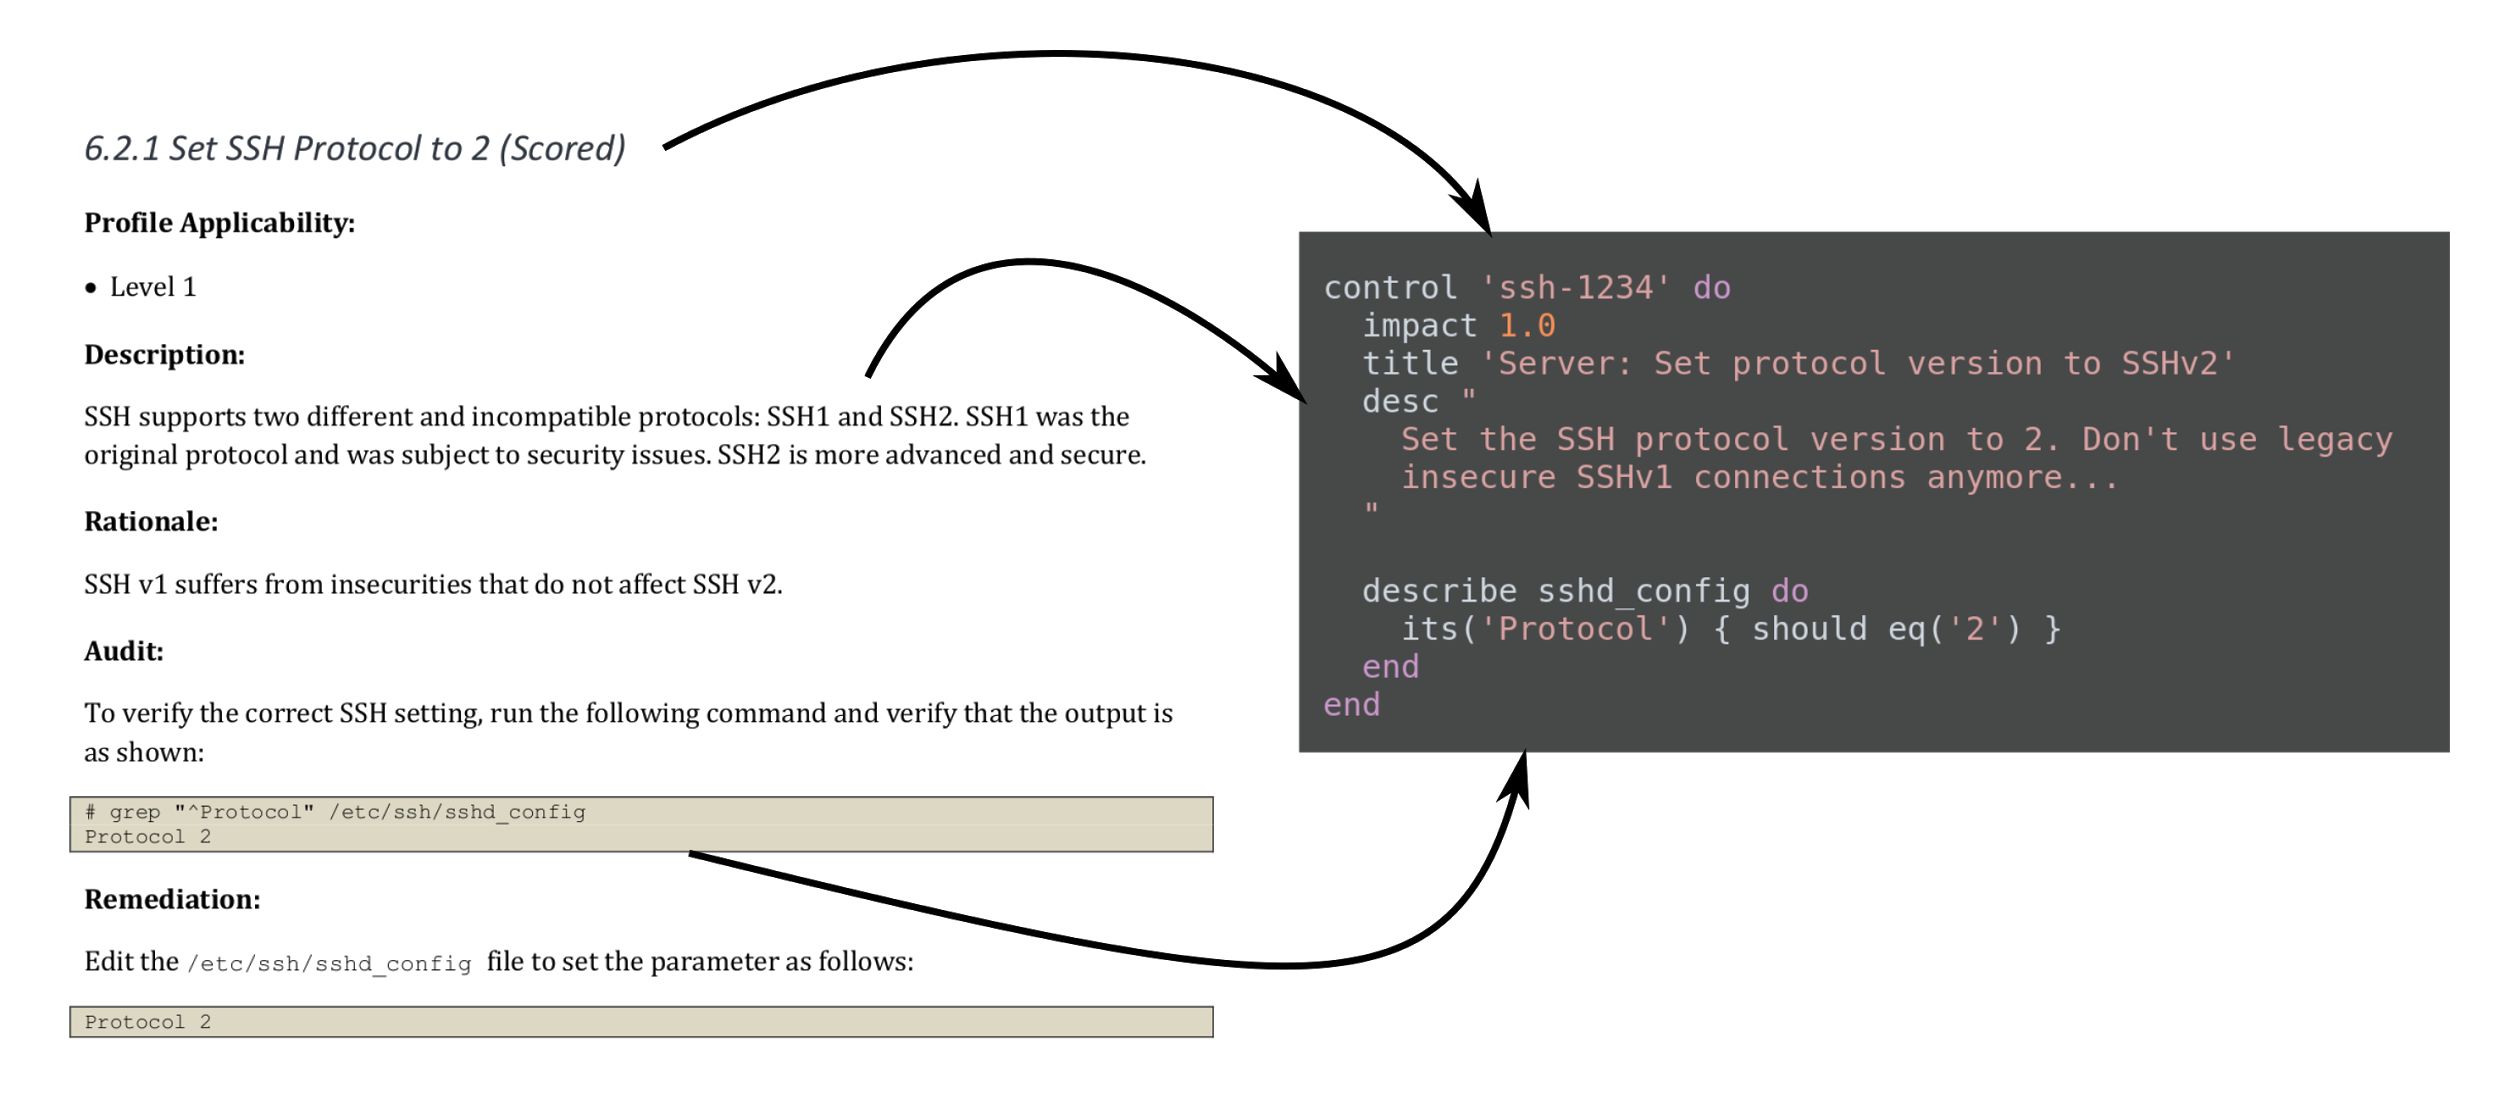 6.2.1 Set SSH Protocol to 2 (Scored)
Profile Applicability:
• Level 1
Description:
SSH supports two different and incompatible protocols: SSH1 and SSH2. SSH1 was the
original protocol and was subject to security issues. SSH2 is more advanced and secure.
Rationale:
SSH v1 suffers from insecurities that do not affect SSH v2.
Audit:
To verify the correct SSH setting, run the following command and verify that the output is
as shown:
# grep "^Protocol" /etc/ssh/sshd_config
Protocol 2
Remediation:
Edit the /etc/ssh/sshd_config file to set the parameter as follows:
Protocol 2
control 'ssh-1234' do
  impact 1.0
  title 'Server: Set protocol version to SSHv2'
  desc "
    Set the SSH protocol version to 2. Don't use legacy
    insecure SSHv1 connections anymore...
  "
  describe sshd_config do
    its('Protocol') { should eq('2') }
  end
end